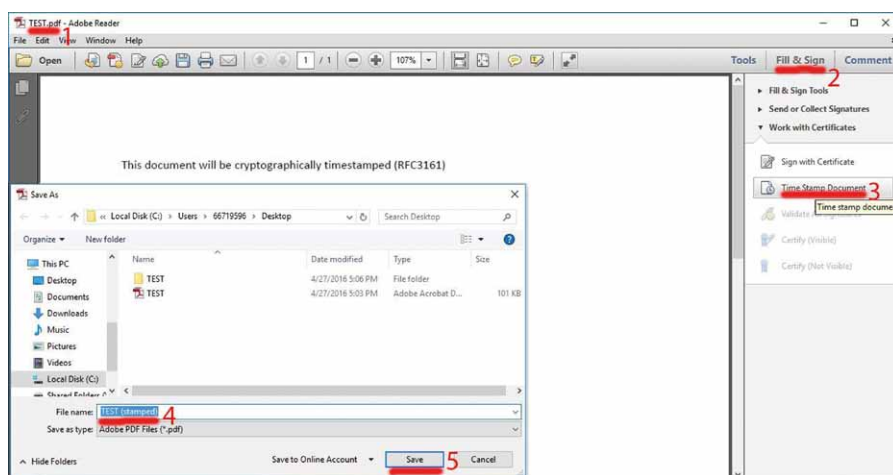 TEST.pdf - Adobe Reader
1
File Edit View Window Help
Open 1 / 1 107% Tools Fill & Sign Comment
2
Fill & Sign Tools
Send or Collect Signatures
Work with Certificates
Sign with Certificate
Time Stamp Document 3
Time stamp docume
Validate
Certify (Visible)
Certify (Not Visible)
This document will be cryptographically timestamped (RFC3161)
Save As
« Local Disk (C:) > Users > 66719596 > Desktop Search Desktop
Organize New folder
This PC
Desktop
Documents
Downloads
Music
Pictures
Videos
Local Disk (C:)
Shared Folders
Name Date modified Type Size
TEST 4/27/2016 5:06 PM File folder
TEST 4/27/2016 5:03 PM Adobe Acrobat D... 101 KB
File name: TEST (stamped) 4
Save as type: Adobe PDF Files (*.pdf)
Hide Folders Save to Online Account Save 5 Cancel